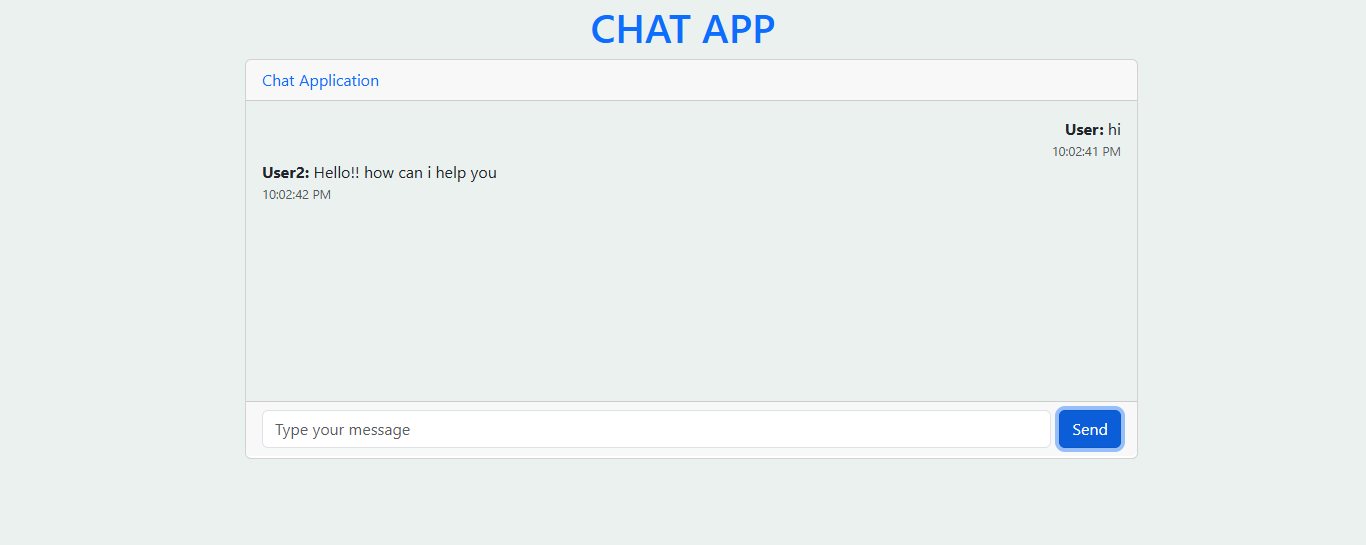 CHAT APP
Chat Application
User: hi
10:02:41 PM
User2: Hello!! how can i help you
10:02:42 PM
Type your message
Send